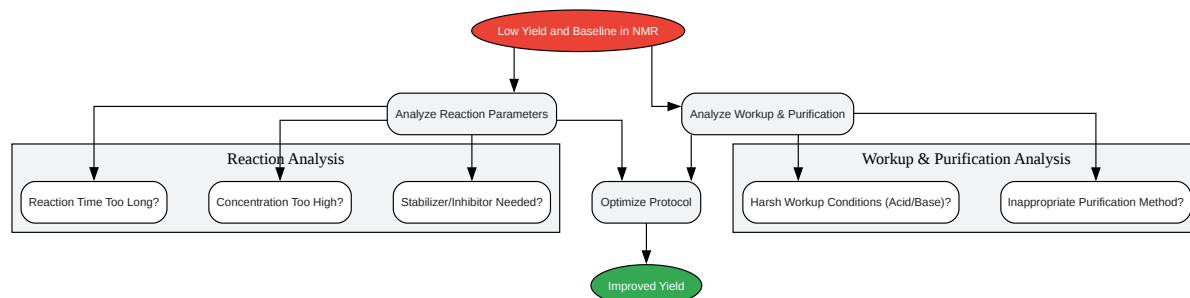 Low Yield and Baseline in NMR
Analyze Reaction Parameters
Analyze Workup & Purification
Reaction Analysis
Workup & Purification Analysis
Reaction Time Too Long?
Concentration Too High?
Stabilizer/Inhibitor Needed?
Optimize Protocol
Harsh Workup Conditions (Acid/Base)?
Inappropriate Purification Method?
Improved Yield